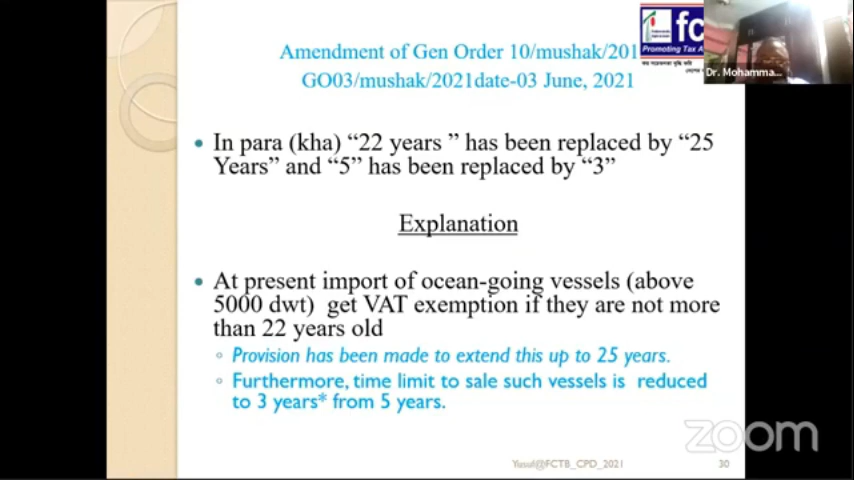 Amendment of Gen Order 10/mushak/201
GO03/mushak/2021date-03 June, 2021
fc
Promoting Tax A
Dr. Mohamma...
In para (kha) “22 years ” has been replaced by “25
Years” and “5” has been replaced by “3”
Explanation
At present import of ocean-going vessels (above
5000 dwt) get VAT exemption if they are not more
than 22 years old
Provision has been made to extend this up to 25 years.
Furthermore, time limit to sale such vessels is reduced
to 3 years* from 5 years.
zoom
Yusuf@FCTB_CPD_2021
30